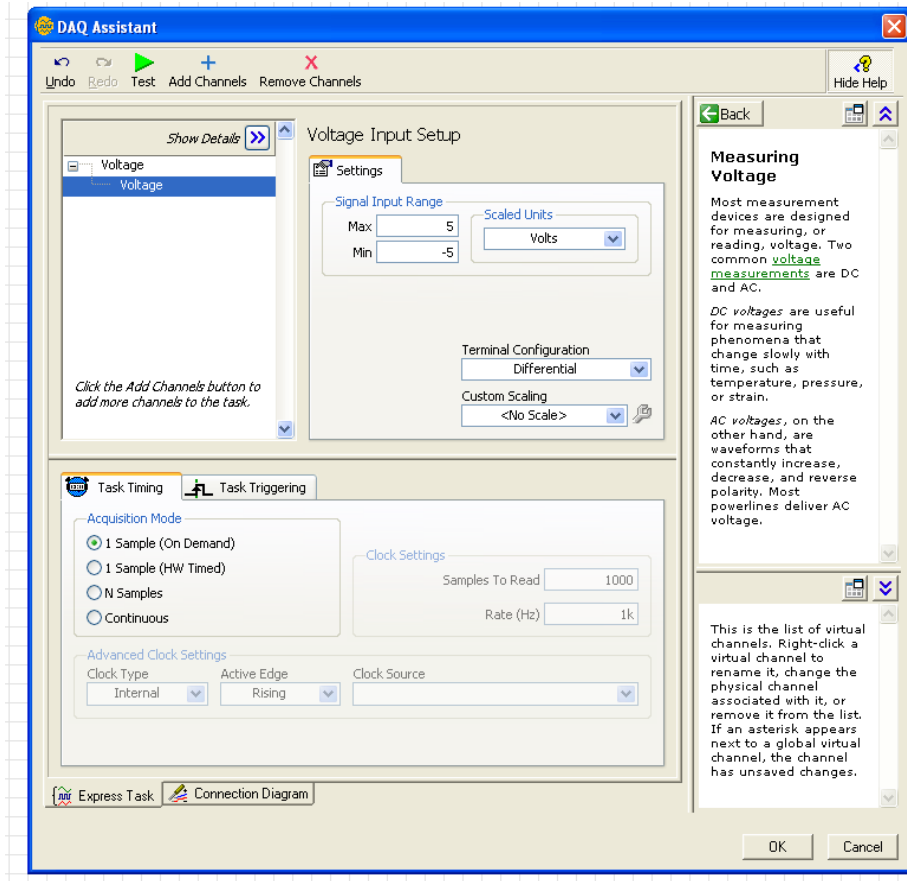 DAQ Assistant
Undo Redo Test Add Channels Remove Channels
Hide Help
Show Details
Voltage
Voltage
Click the Add Channels button to
add more channels to the task.
Voltage Input Setup
Settings
Signal Input Range
Max 5
Min -5
Scaled Units
Volts
Terminal Configuration
Differential
Custom Scaling
<No Scale>
Task Timing Task Triggering
Acquisition Mode
1 Sample (On Demand)
1 Sample (HW Timed)
N Samples
Continuous
Clock Settings
Samples To Read 1000
Rate (Hz) 1k
Advanced Clock Settings
Clock Type Active Edge Clock Source
Internal Rising
Express Task Connection Diagram
Back
Measuring
Voltage
Most measurement
devices are designed
for measuring, or
reading, voltage. Two
common voltage
measurements are DC
and AC.
DC voltages are useful
for measuring
phenomena that
change slowly with
time, such as
temperature, pressure,
or strain.
AC voltages, on the
other hand, are
waveforms that
constantly increase,
decrease, and reverse
polarity. Most
powerlines deliver AC
voltage.
This is the list of virtual
channels. Right-click a
virtual channel to
rename it, change the
physical channel
associated with it, or
remove it from the list.
If an asterisk appears
next to a global virtual
channel, the channel
has unsaved changes.
OK Cancel